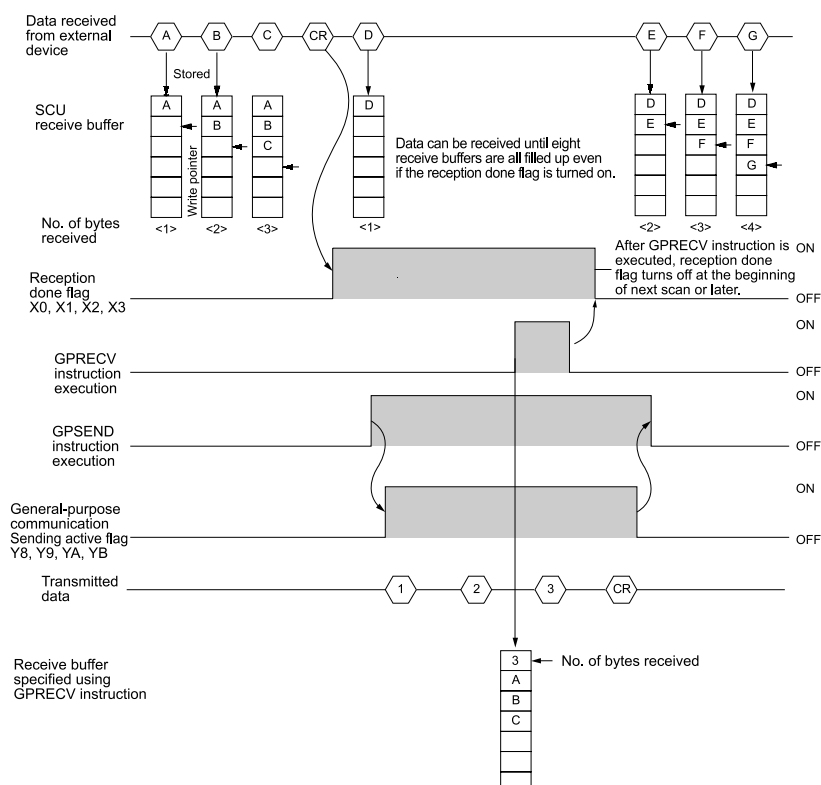 Data received
from external
device
A B C CR D E F G
Stored
SCU
receive buffer
A A A D D D D
B B E E E
C F F
G
Write pointer
Data can be received until eight
receive buffers are all filled up even
if the reception done flag is turned on.
No. of bytes
received
<1> <2> <3> <1> <2> <3> <4>
After GPRECV instruction is
executed, reception done
flag turns off at the beginning
of next scan or later.
ON
OFF
Reception
done flag
X0, X1, X2, X3
ON
OFF
GPRECV
instruction
execution
ON
OFF
GPSEND
instruction
execution
ON
OFF
General-purpose
communication
Sending active flag
Y8, Y9, YA, YB
Transmitted
data
1 2 3 CR
Receive buffer
specified using
GPRECV instruction
3
A
B
C
No. of bytes received